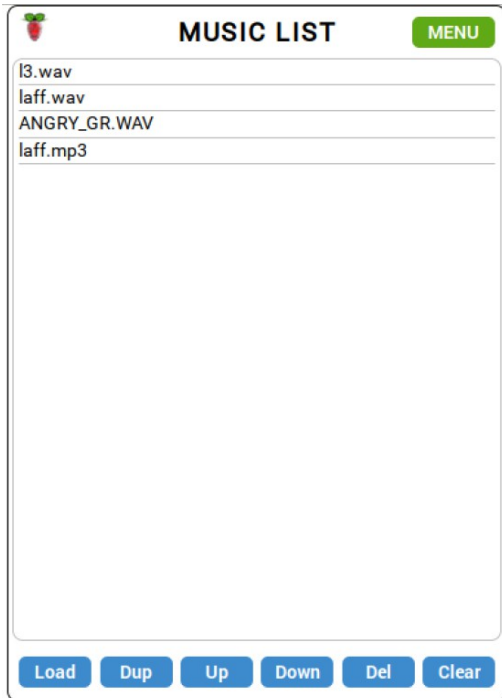 MUSIC LIST MENU
l3.wav
laff.wav
ANGRY_GR.WAV
laff.mp3
Load Dup Up Down Del Clear